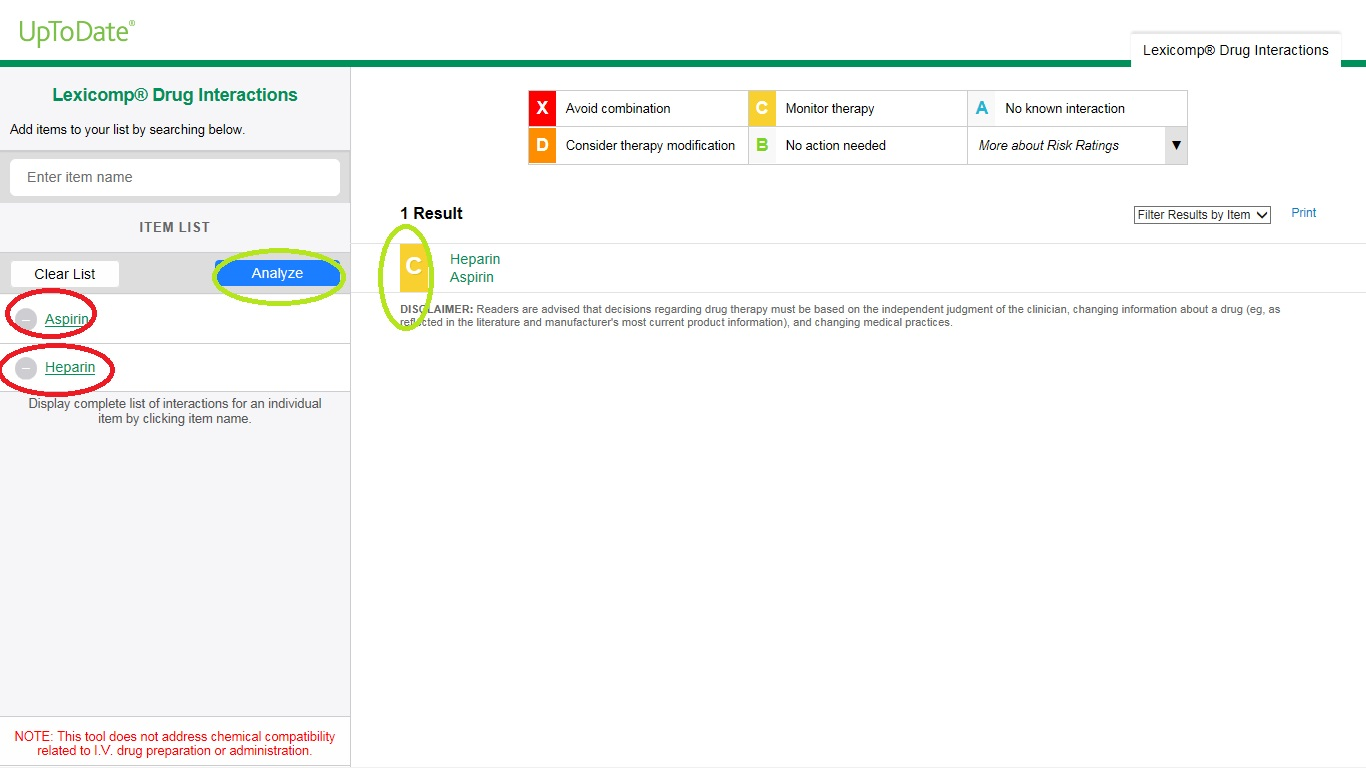 UpToDate®
Lexicomp® Drug Interactions
Lexicomp® Drug Interactions
Add items to your list by searching below.
Enter item name
ITEM LIST
Clear List
Analyze
Aspirin
Heparin
Display complete list of interactions for an individual
item by clicking item name.
NOTE: This tool does not address chemical compatibility
related to I.V. drug preparation or administration.
X Avoid combination
C Monitor therapy
A No known interaction
D Consider therapy modification
B No action needed
More about Risk Ratings ▼
1 Result
Filter Results by Item
Print
C
Heparin
Aspirin
DISCLAIMER: Readers are advised that decisions regarding drug therapy must be based on the independent judgment of the clinician, changing information about a drug (eg, as
reflected in the literature and manufacturer's most current product information), and changing medical practices.